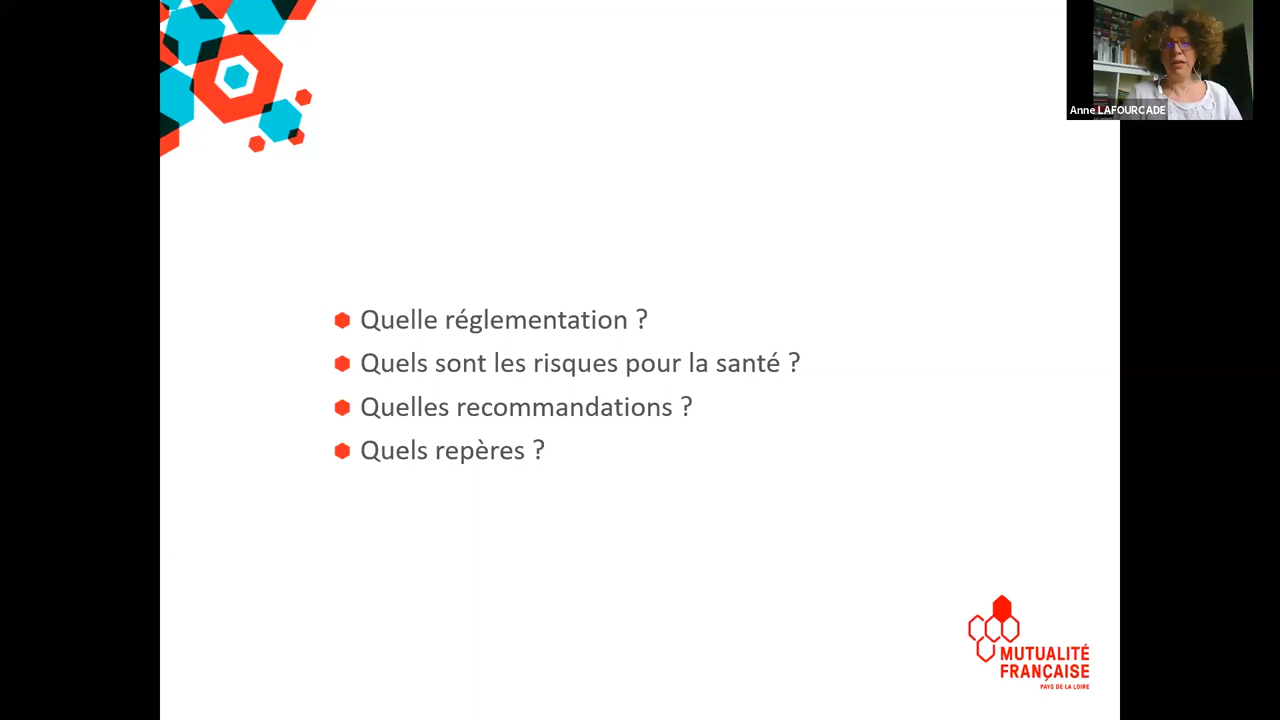 Anne LAFOURCADE
Quelle réglementation ?
Quels sont les risques pour la santé ?
Quelles recommandations ?
Quels repères ?
MUTUALITÉ
FRANÇAISE
PAYS DE LA LOIRE